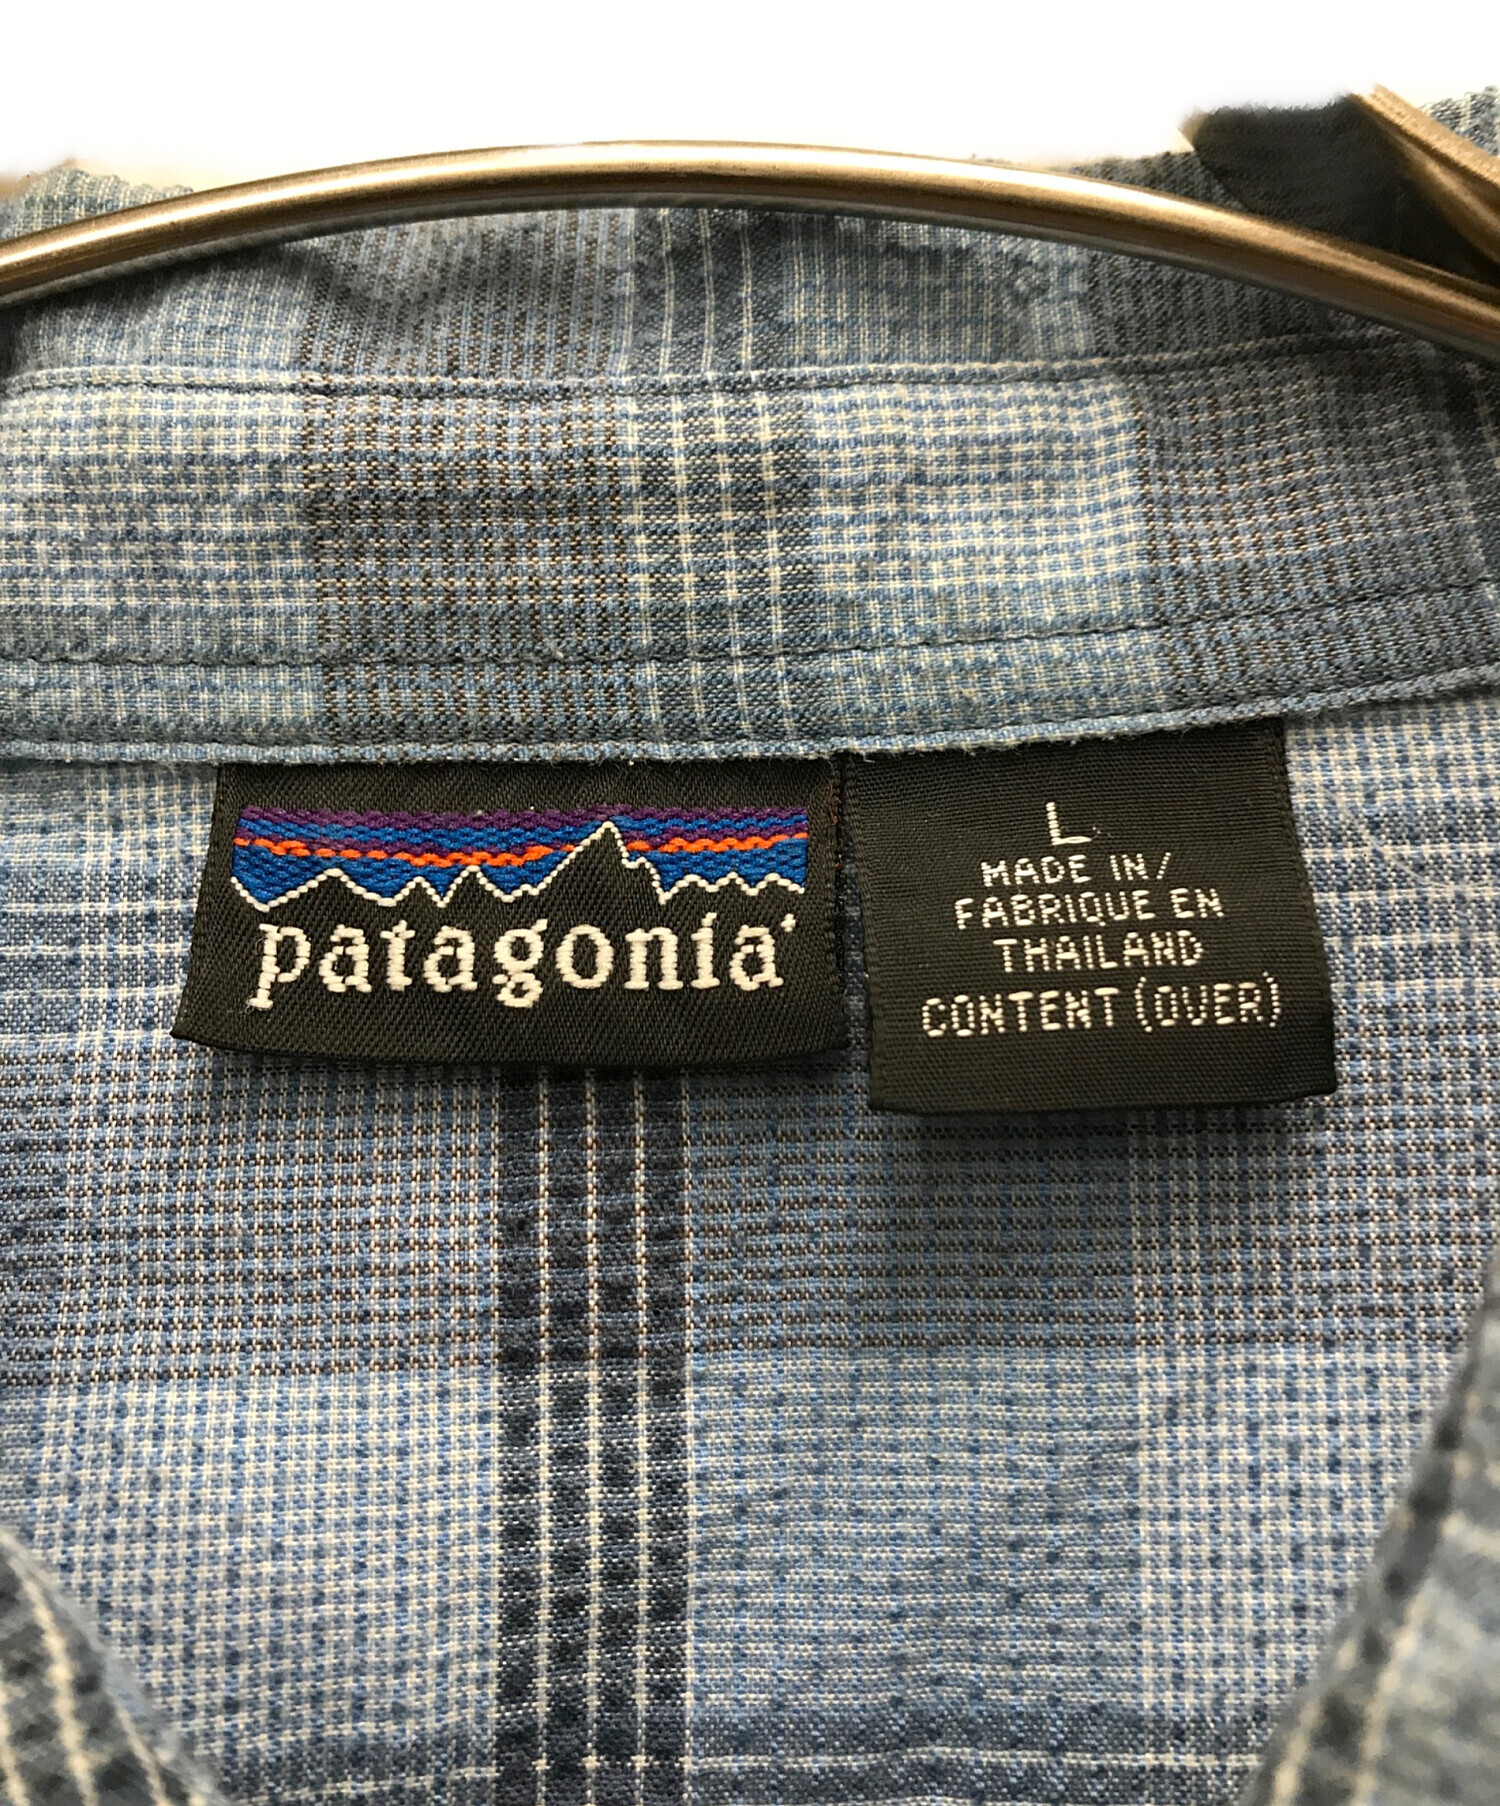 patagonia
L
MADE IN/
FABRIQUE EN
THAILAND
CONTENT (OVER)